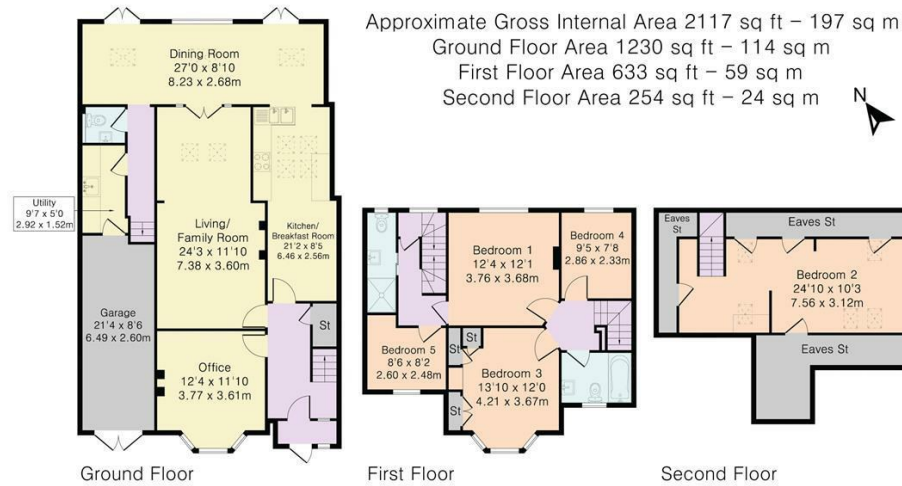 Approximate Gross Internal Area 2117 sq ft – 197 sq m
Ground Floor Area 1230 sq ft – 114 sq m
First Floor Area 633 sq ft – 59 sq m
Second Floor Area 254 sq ft – 24 sq m
N
Dining Room
27'0 x 8'10
8.23 x 2.68m
Utility
9'7 x 5'0
2.92 x 1.52m
Living/
Family Room
24'3 x 11'10
7.38 x 3.60m
Kitchen/
Breakfast Room
21'2 x 8'5
6.46 x 2.56m
Garage
21'4 x 8'6
6.49 x 2.60m
St
Office
12'4 x 11'10
3.77 x 3.61m
Ground Floor
Bedroom 1
12'4 x 12'1
3.76 x 3.68m
Bedroom 4
9'5 x 7'8
2.86 x 2.33m
Bedroom 5
8'6 x 8'2
2.60 x 2.48m
St
St
Bedroom 3
13'10 x 12'0
4.21 x 3.67m
St
First Floor
Eaves
St
Eaves St
Bedroom 2
24'10 x 10'3
7.56 x 3.12m
Eaves St
Second Floor